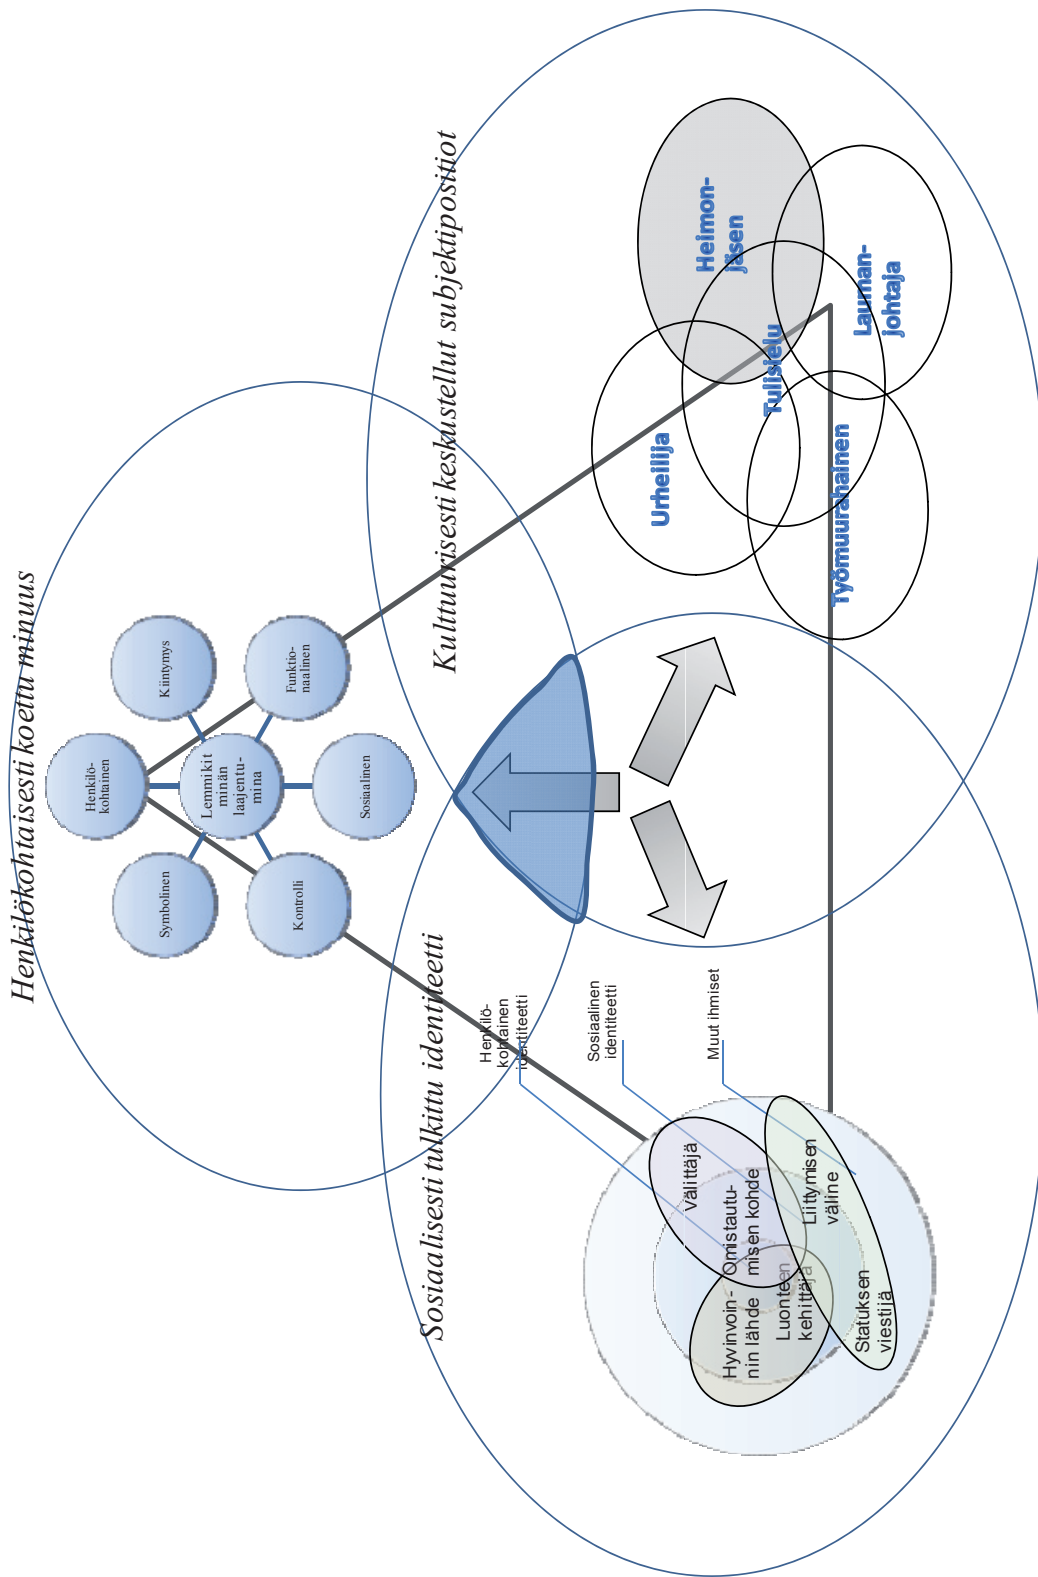 Henkilökohtaisesti koettu minuus
Henkilö-
kohtainen
Symbolinen
Kiintymys
Lemmikit
minän
laajentu-
mina
Kontrolli
Funktio-
naalinen
Sosiaalinen
Sosiaalisesti tulkittu identiteetti
Henkilö-
kohtainen
identiteetti
Sosiaalinen
identiteetti
Muut ihmiset
Välittäjä
Omistautu-
misen kohde
Hyvinvoin-
nin lähde
Luonteen
kehittäjä
Liittymisen
väline
Statuksen
viestijä
Kulttuurisesti keskustellut subjektipositiot
Urheilija
Heimon-
jäsen
Tulisielu
Työmuurahainen
Lauman-
johtaja